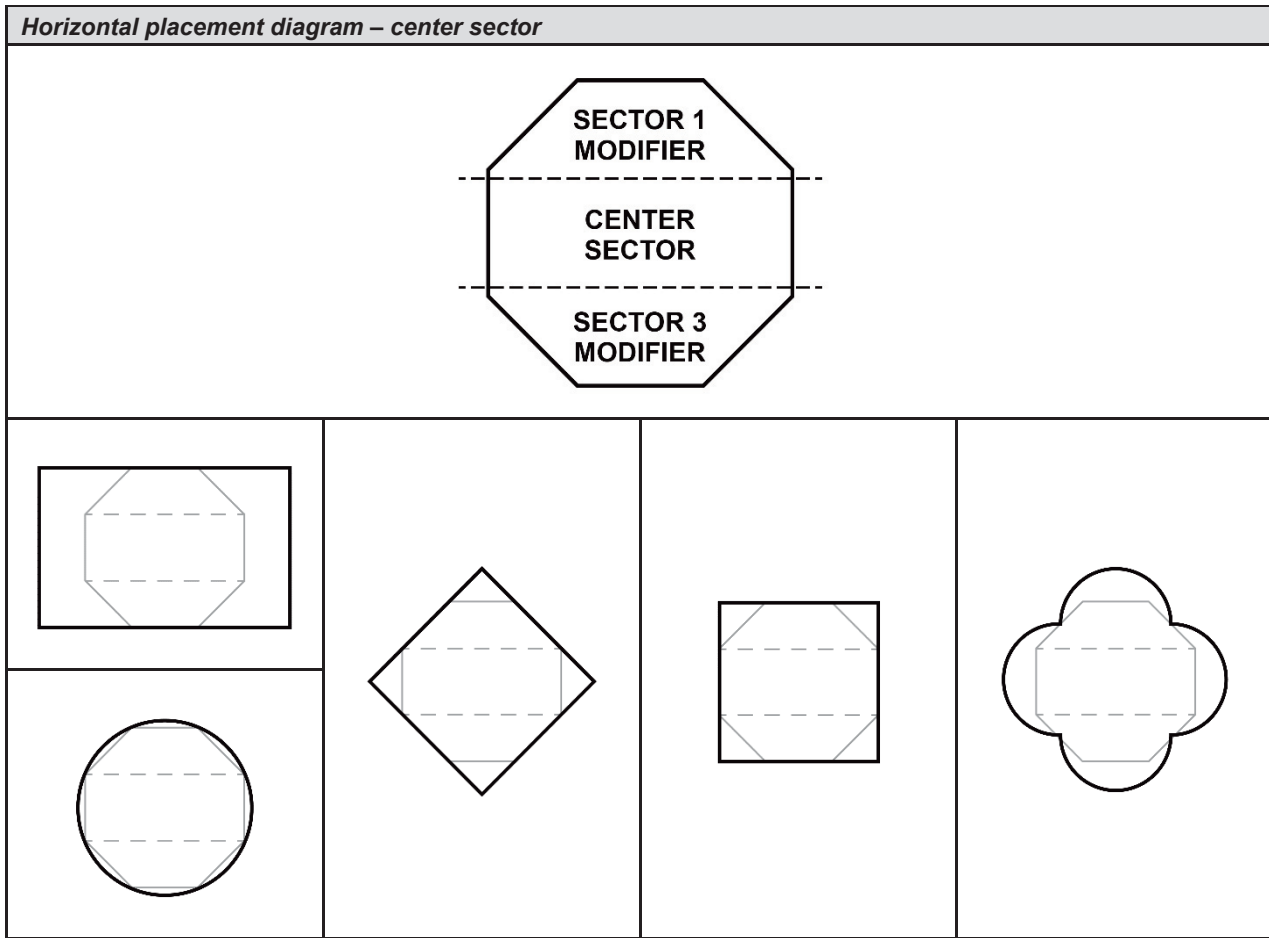 Horizontal placement diagram – center sector
SECTOR 1
MODIFIER
CENTER
SECTOR
SECTOR 3
MODIFIER